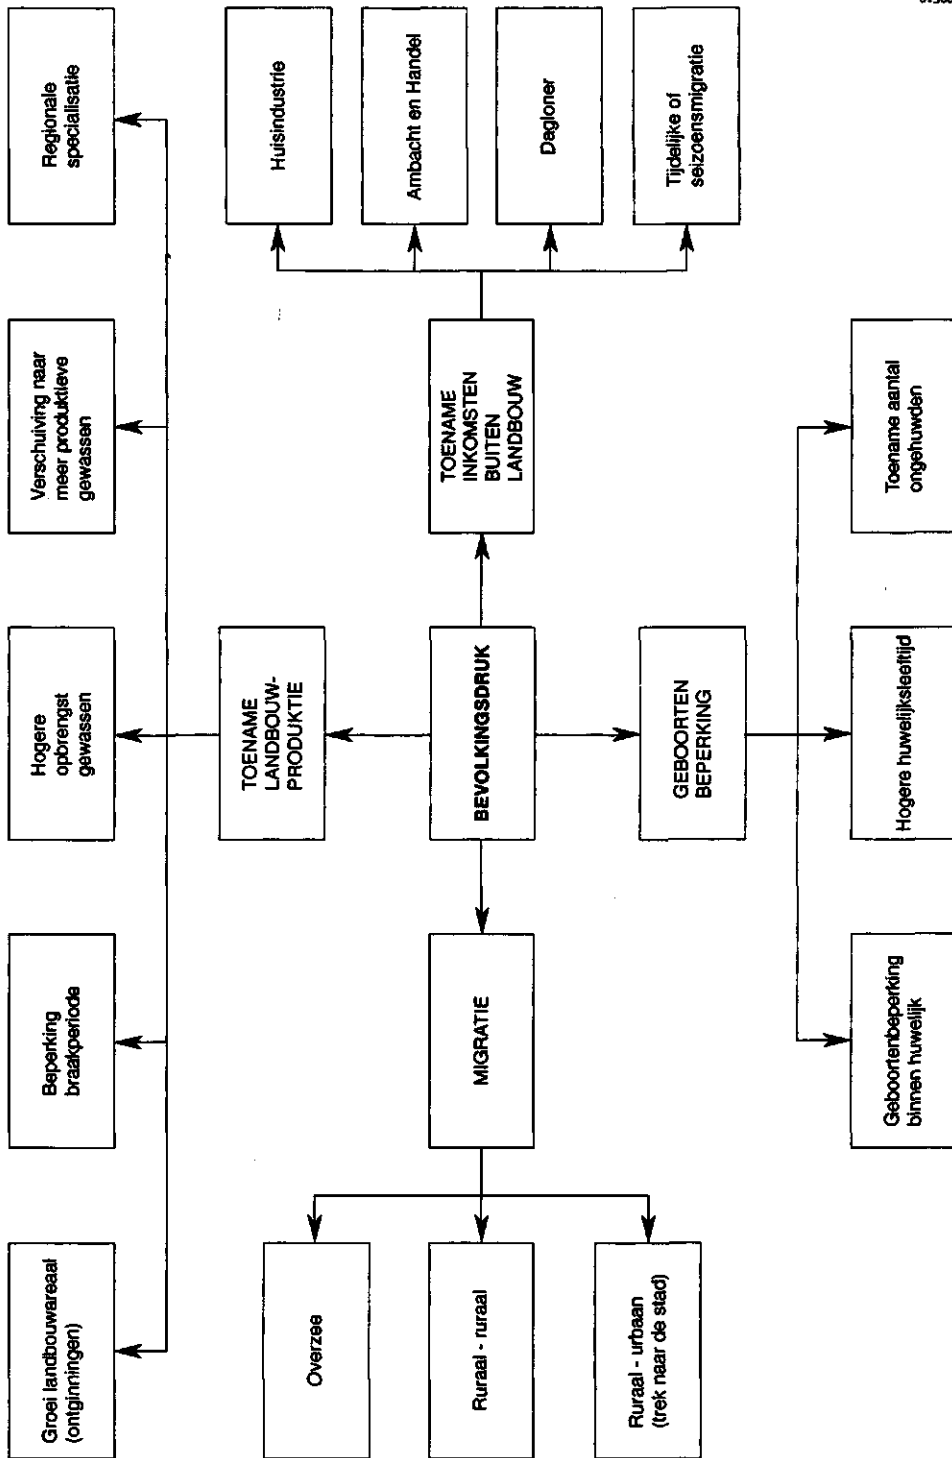 Groei landbouwareaal
(ontginningen)
Beperking
braakperiode
Hogere
opbrengst
gewassen
Verschuiving naar
meer produktieve
gewassen
Regionale
specialisatie
TOENAME
LANDBOUW-
PRODUKTIE
Overzee
Ruraal - ruraal
Ruraal - urbaan
(trek naar de stad)
MIGRATIE
BEVOLKINGSDRUK
TOENAME
INKOMSTEN
BUITEN
LANDBOUW
Huisindustrie
Ambacht en Handel
Dagloner
Tijdelijke of
seizoensmigratie
GEBOORTEN
BEPERKING
Geboortenbeperking
binnen huwelijk
Hogere huwelijksleeftijd
Toename aantal
ongehuwden